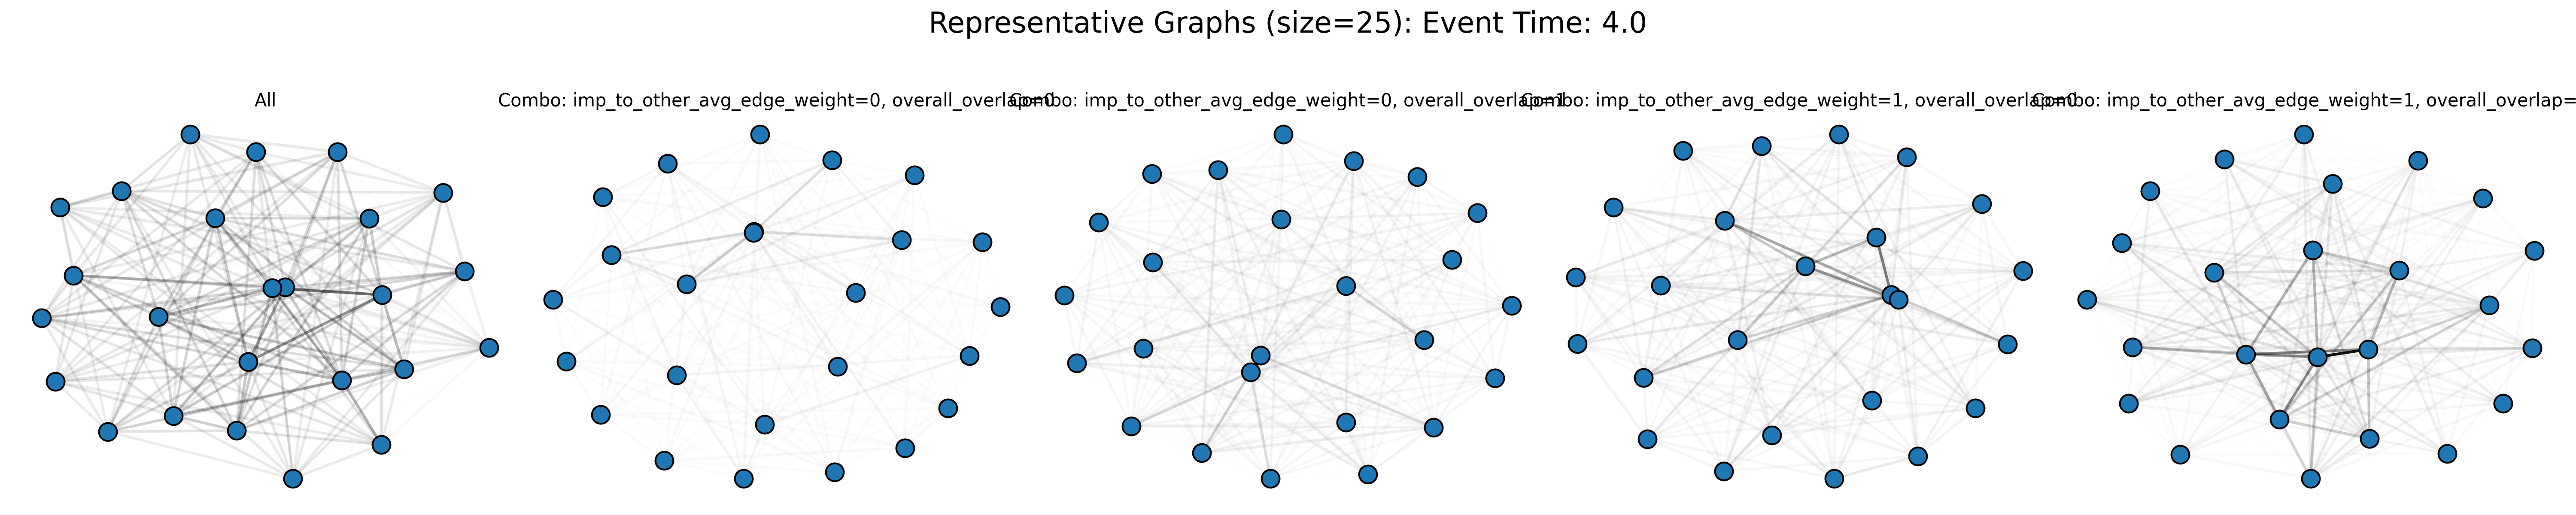 Representative Graphs (size=25): Event Time: 4.0
All
Combo: imp_to_other_avg_edge_weight=0, overall_overlap=0
Combo: imp_to_other_avg_edge_weight=0, overall_overlap=1
Combo: imp_to_other_avg_edge_weight=1, overall_overlap=0
Combo: imp_to_other_avg_edge_weight=1, overall_overlap=